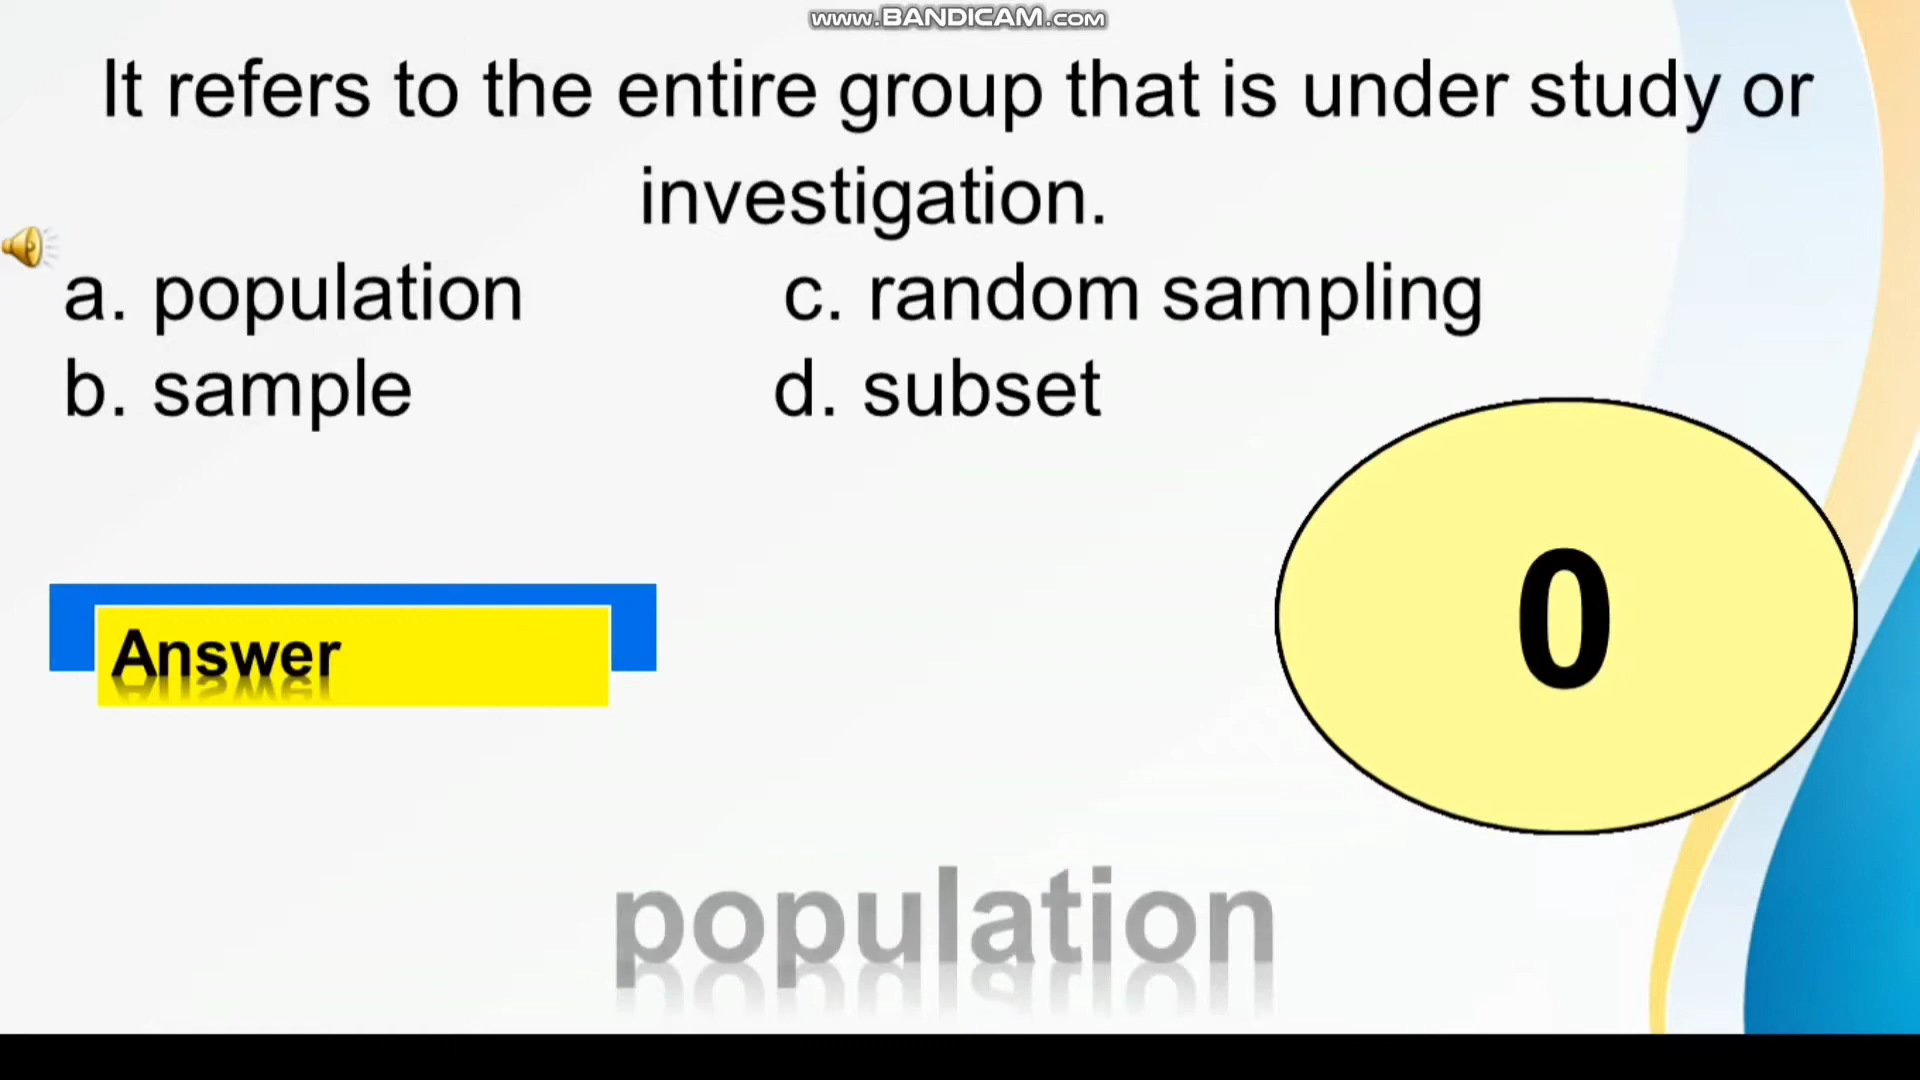 www.BANDICAM.com
It refers to the entire group that is under study or
investigation.
a. population c. random sampling
b. sample d. subset
0
Answer
population